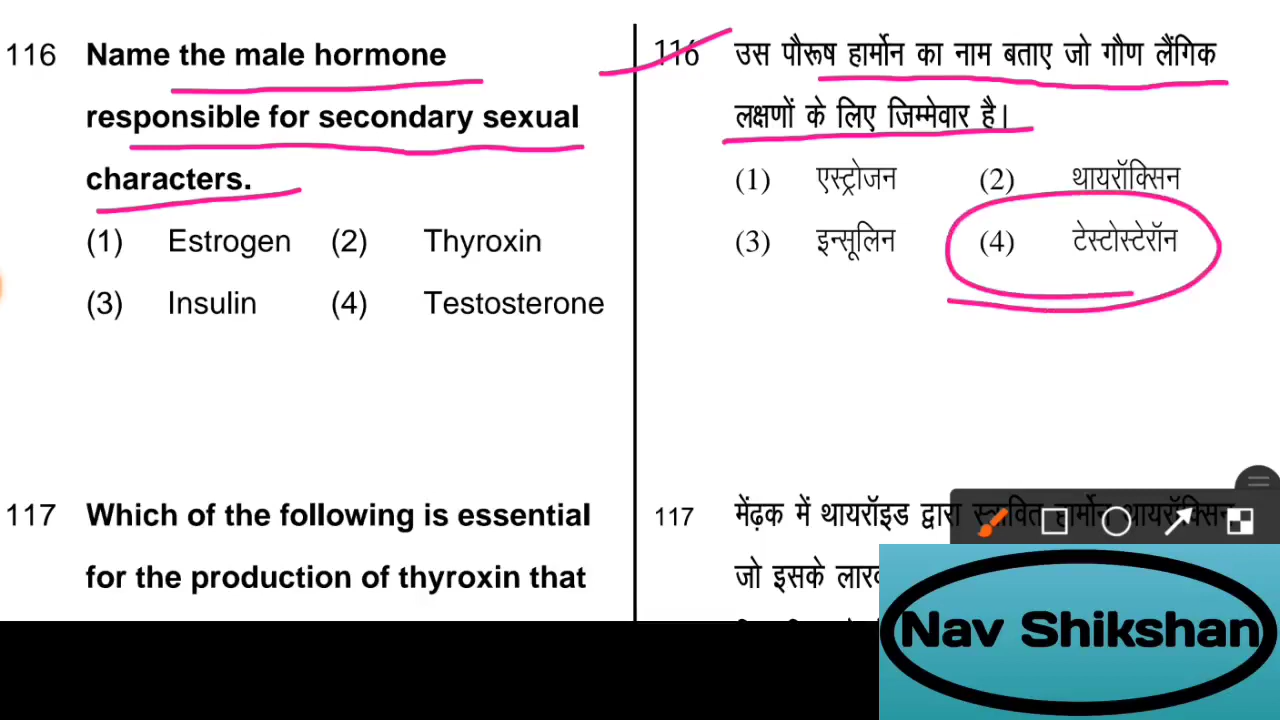 116 Name the male hormone
responsible for secondary sexual
characters.
(1) Estrogen (2) Thyroxin
(3) Insulin (4) Testosterone
117 Which of the following is essential
for the production of thyroxin that
116 उस पौरूष हार्मोन का नाम बताए जो गौण लैंगिक
लक्षणों के लिए जिम्मेवार है।
(1) एस्ट्रोजन (2) थायरॉक्सिन
(3) इन्सूलिन (4) टेस्टोस्टेरॉन
117 मेंढ़क में थायरॉइड द्वारा स्त्रावित हार्मोन थायरॉक्सिन
जो इसके
Nav Shikshan